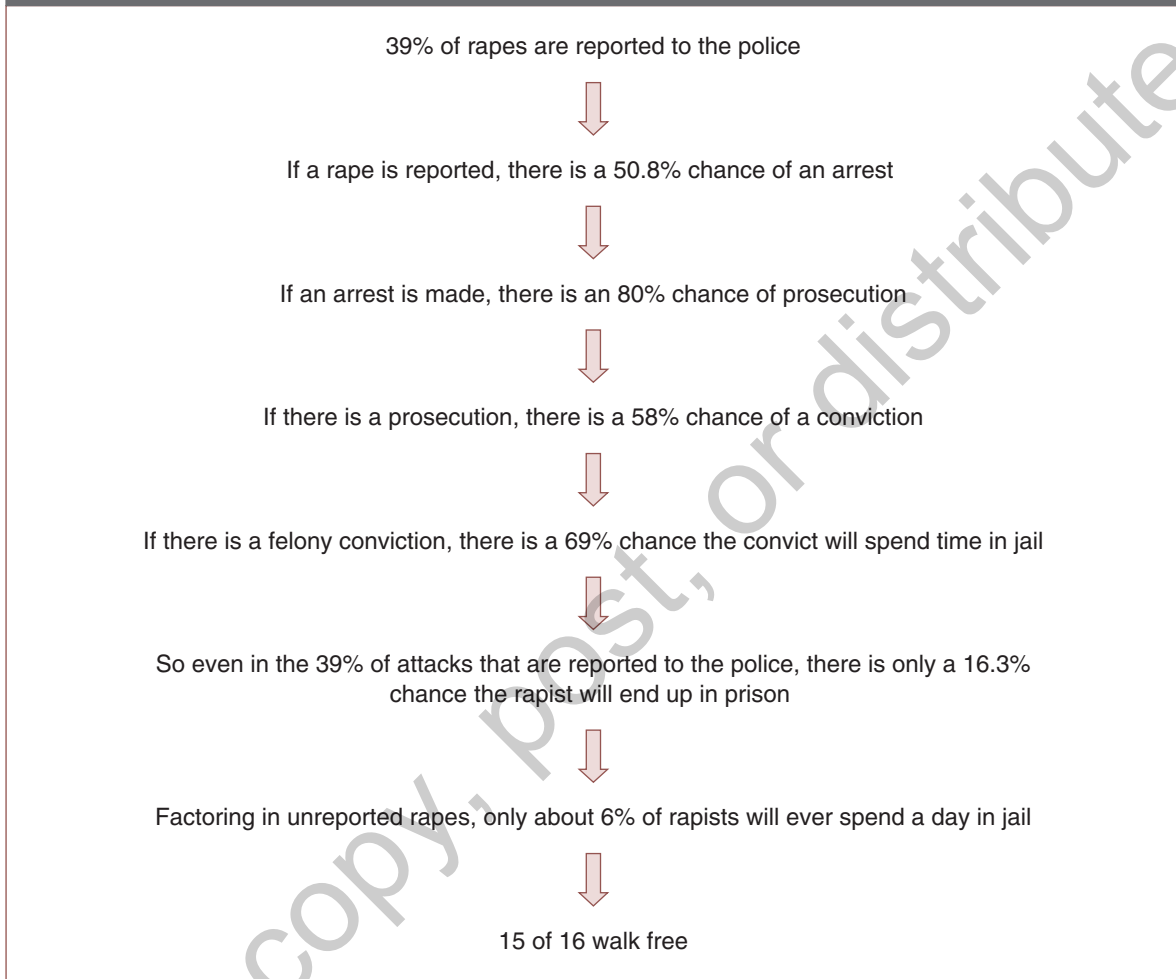 39% of rapes are reported to the police
If a rape is reported, there is a 50.8% chance of an arrest
If an arrest is made, there is an 80% chance of prosecution
If there is a prosecution, there is a 58% chance of a conviction
If there is a felony conviction, there is a 69% chance the convict will spend time in jail
So even in the 39% of attacks that are reported to the police, there is only a 16.3%
chance the rapist will end up in prison
Factoring in unreported rapes, only about 6% of rapists will ever spend a day in jail
15 of 16 walk free
copy, post, or distribute